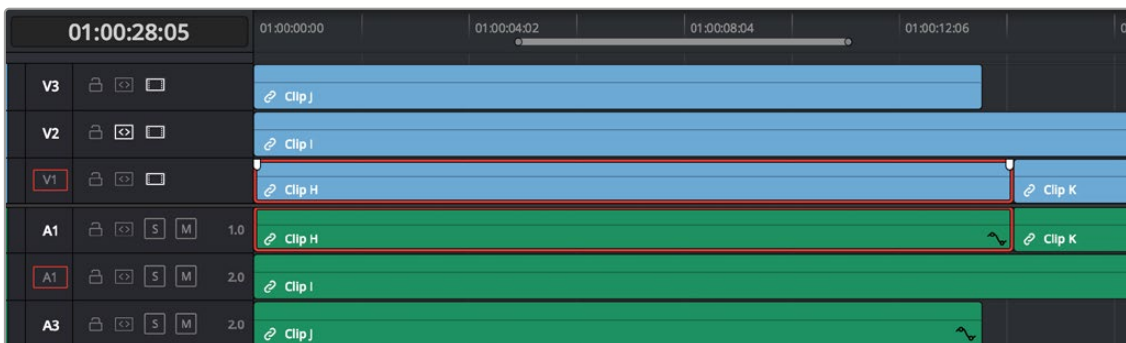 01:00:28:05
01:00:00:00 01:00:04:02 01:00:08:04 01:00:12:06
V3
Clip J
V2
Clip I
V1
Clip H Clip K
A1 S M 1.0
Clip H Clip K
A1 S M 2.0
Clip I
A3 S M 2.0
Clip J